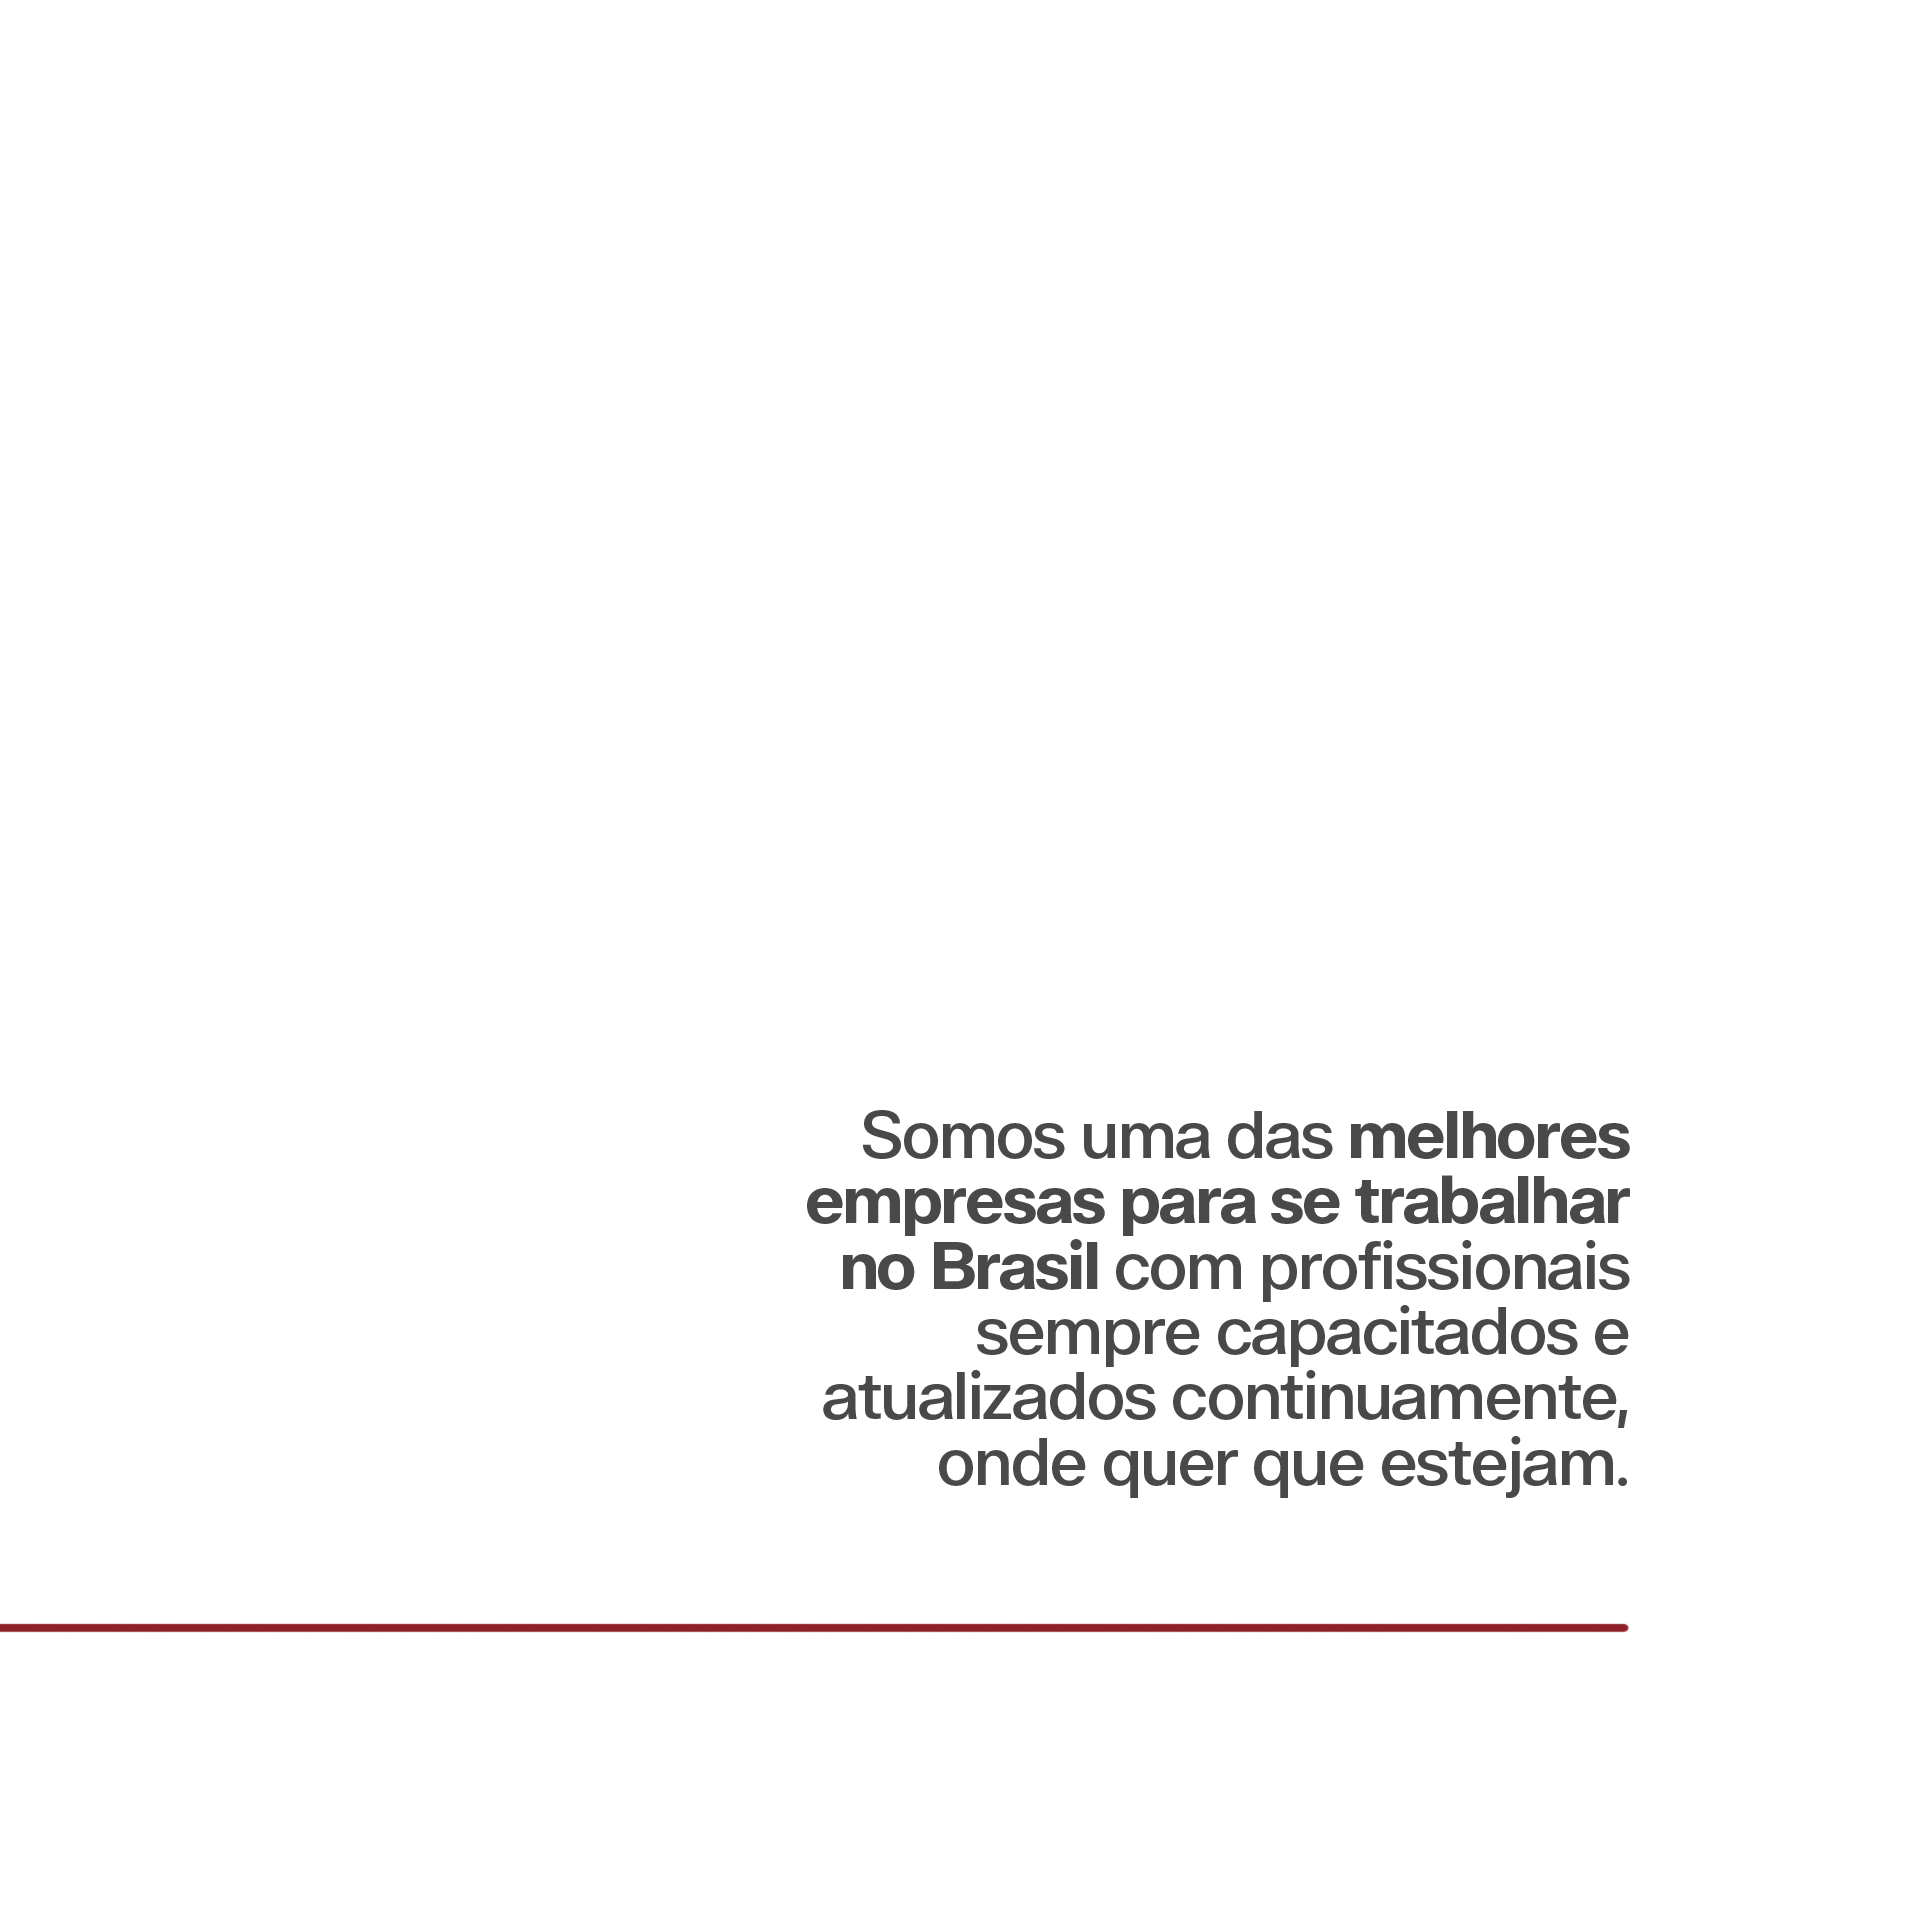 Somos uma das melhores
empresas para se trabalhar
no Brasil com profissionais
sempre capacitados e
atualizados continuamente,
onde quer que estejam.